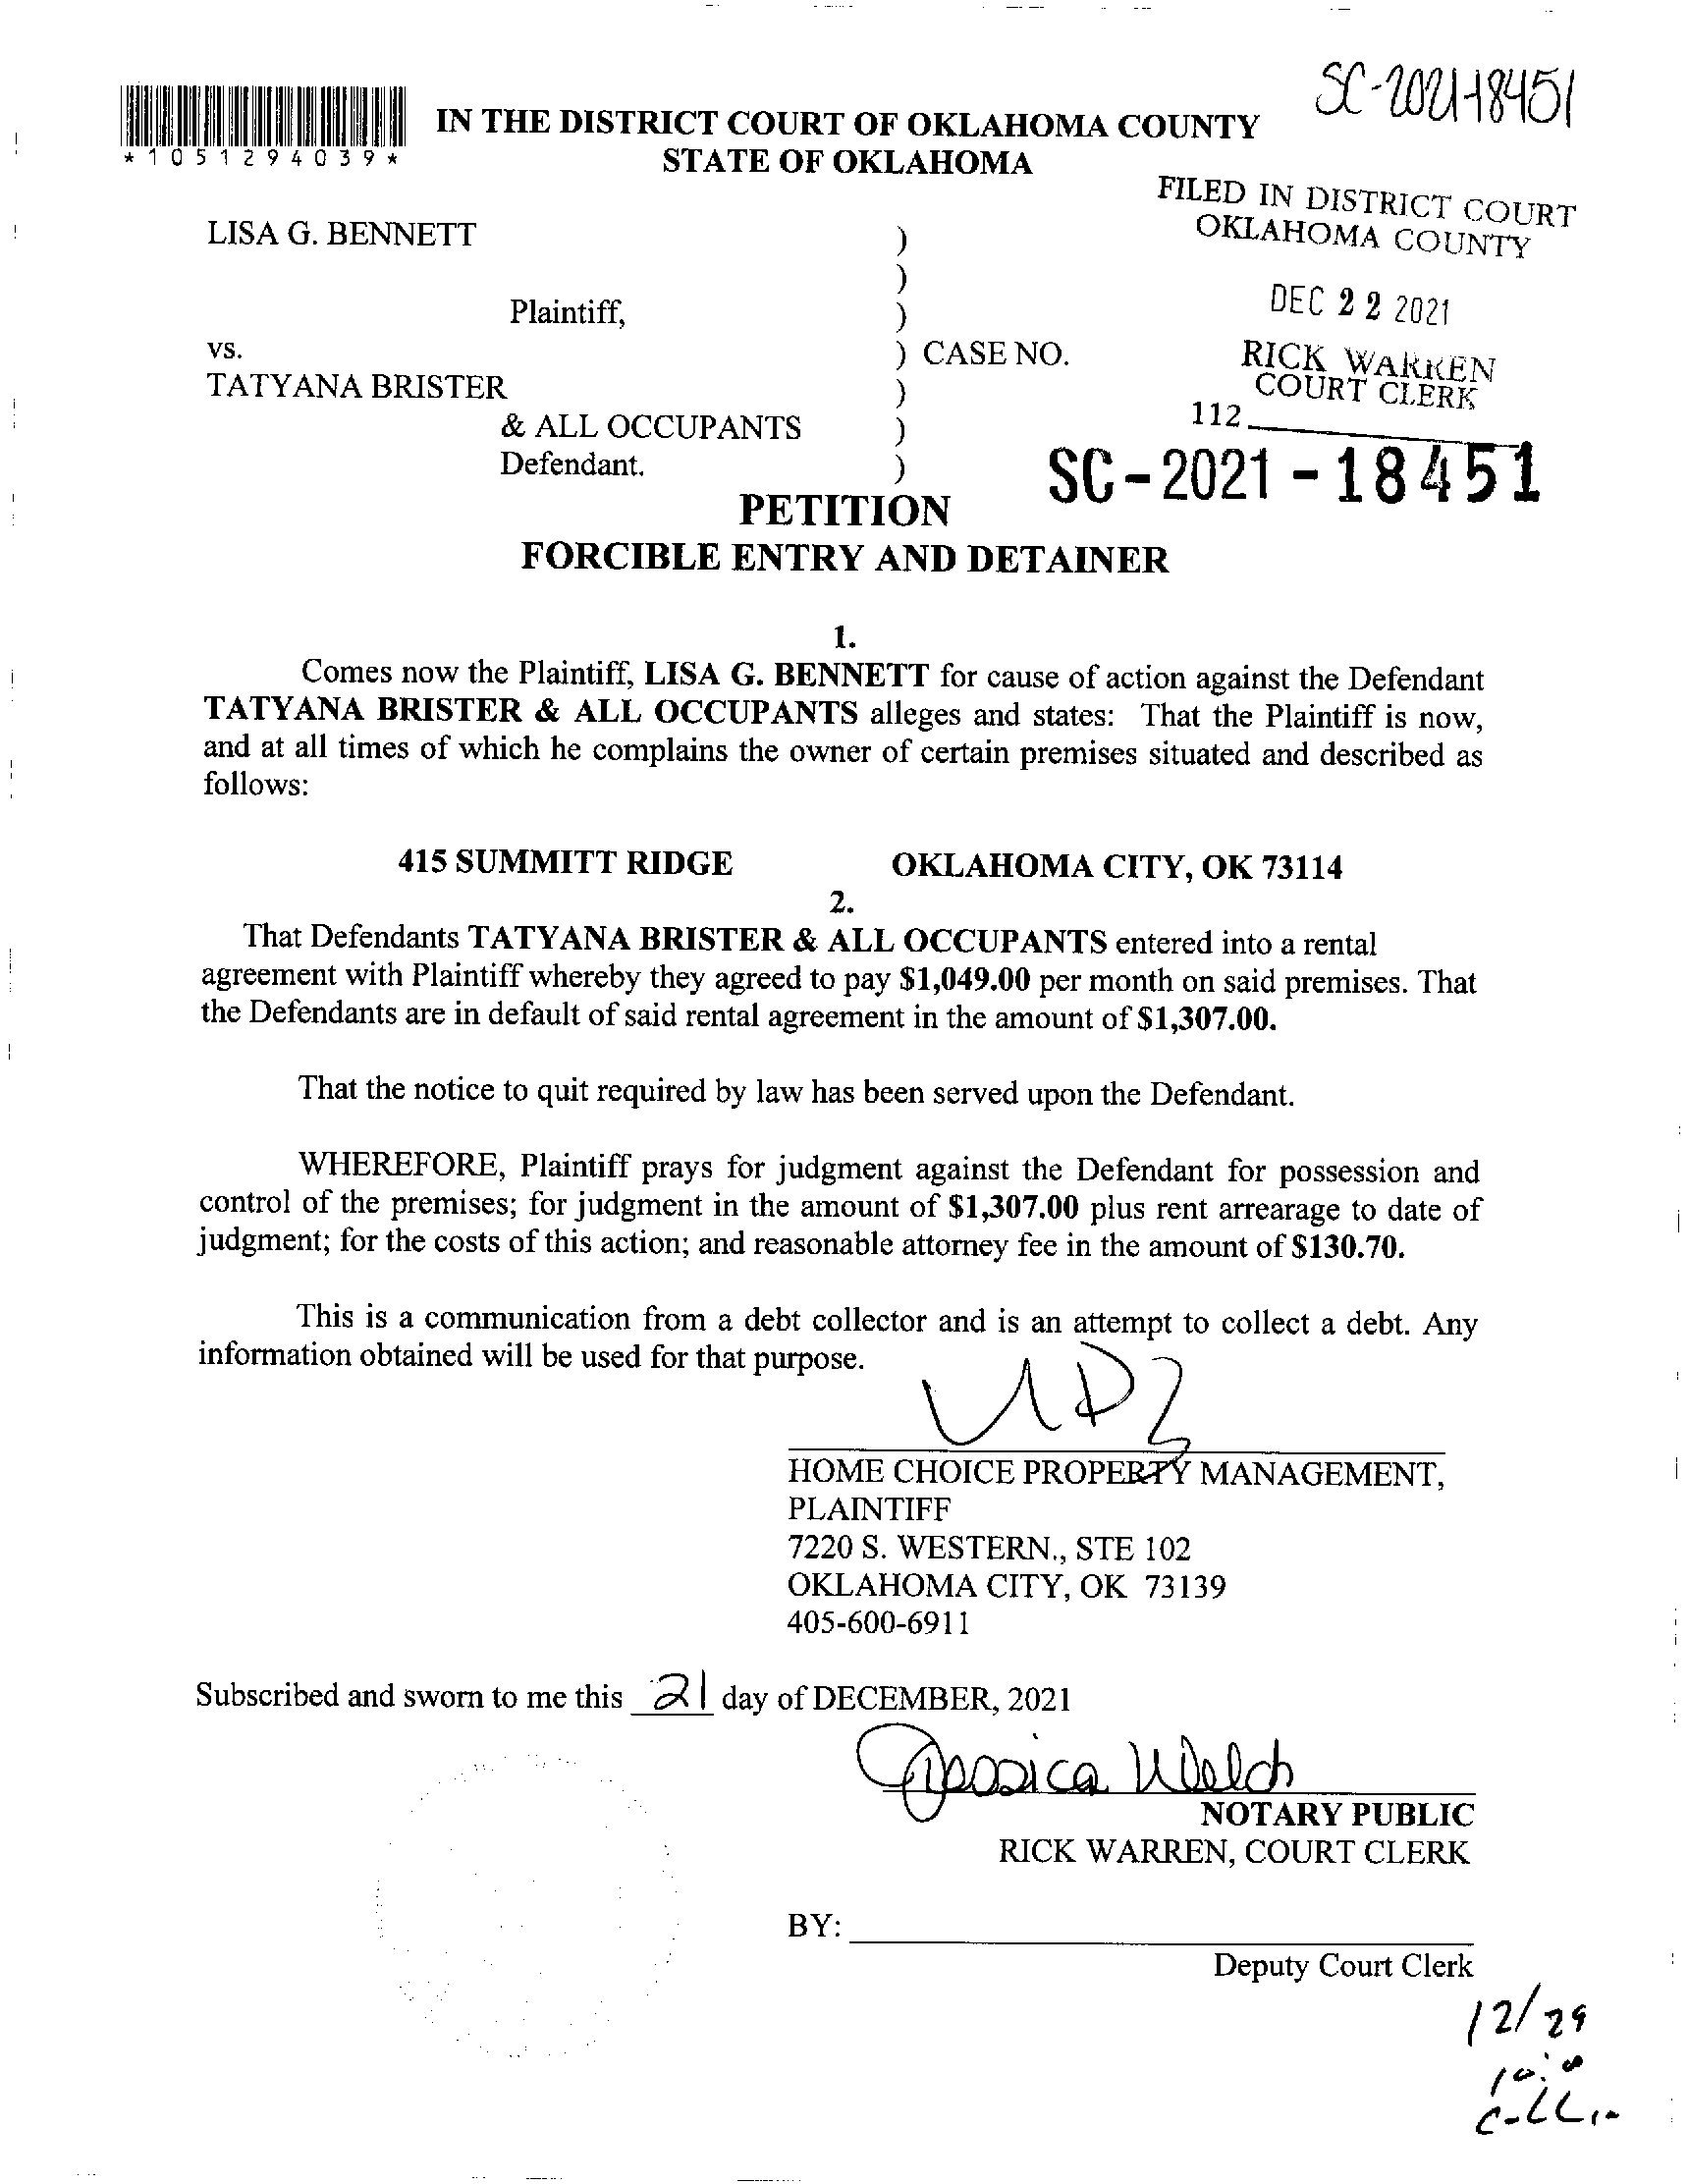 SC-2021-18451
*1051294039*
IN THE DISTRICT COURT OF OKLAHOMA COUNTY
STATE OF OKLAHOMA
FILED IN DISTRICT COURT
OKLAHOMA COUNTY
LISA G. BENNETT )
)
DEC 22 2021
Plaintiff, )
vs. ) CASE NO.
RICK WARREN
COURT CLERK
TATYANA BRISTER )
112
& ALL OCCUPANTS )
Defendant. )
SC-2021-18451
PETITION
FORCIBLE ENTRY AND DETAINER
1.
Comes now the Plaintiff, LISA G. BENNETT for cause of action against the Defendant
TATYANA BRISTER & ALL OCCUPANTS alleges and states: That the Plaintiff is now,
and at all times of which he complains the owner of certain premises situated and described as
follows:
415 SUMMITT RIDGE OKLAHOMA CITY, OK 73114
2.
That Defendants TATYANA BRISTER & ALL OCCUPANTS entered into a rental
agreement with Plaintiff whereby they agreed to pay $1,049.00 per month on said premises. That
the Defendants are in default of said rental agreement in the amount of $1,307.00.
That the notice to quit required by law has been served upon the Defendant.
WHEREFORE, Plaintiff prays for judgment against the Defendant for possession and
control of the premises; for judgment in the amount of $1,307.00 plus rent arrearage to date of
judgment; for the costs of this action; and reasonable attorney fee in the amount of $130.70.
This is a communication from a debt collector and is an attempt to collect a debt. Any
information obtained will be used for that purpose.
HOME CHOICE PROPERTY MANAGEMENT,
PLAINTIFF
7220 S. WESTERN., STE 102
OKLAHOMA CITY, OK 73139
405-600-6911
Subscribed and sworn to me this 21 day of DECEMBER, 2021
Jessica Welch
NOTARY PUBLIC
RICK WARREN, COURT CLERK
BY:
Deputy Court Clerk
12/29